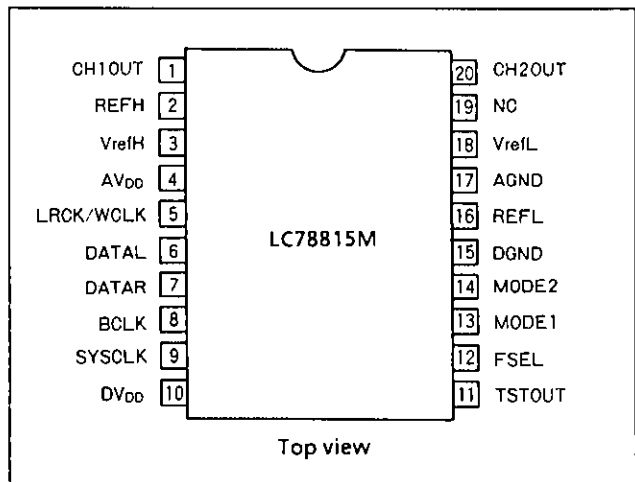 CH1OUT 1 20 CH2OUT
REFH 2 19 NC
VrefH 3 18 VrefL
AVDD 4 17 AGND
LRCK/WCLK 5 16 REFL
LC78815M
DATAL 6 15 DGND
DATAR 7 14 MODE2
BCLK 8 13 MODE1
SYSCLK 9 12 FSEL
DVDD 10 11 TSTOUT
Top view